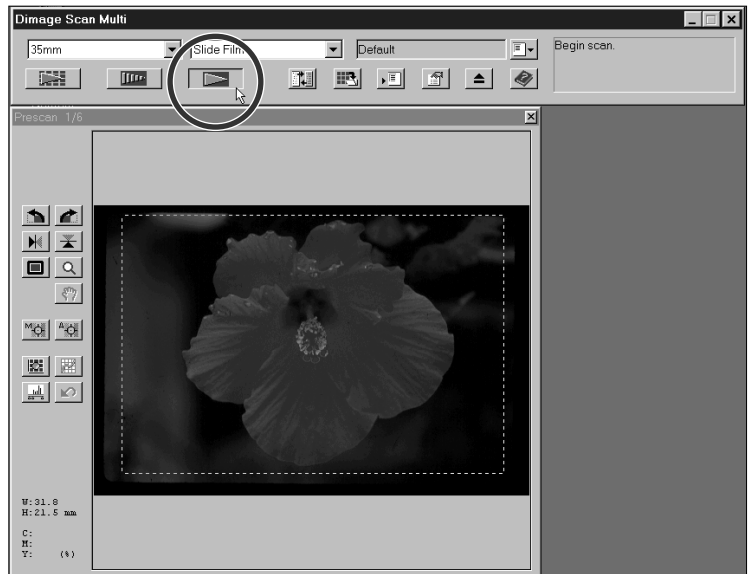 Dimage Scan Multi
35mm
Slide Film
Default
Begin scan.
Prescan 1/6
M
A
W:31.8
H:21.5 mm
C:
M:
Y: (%)